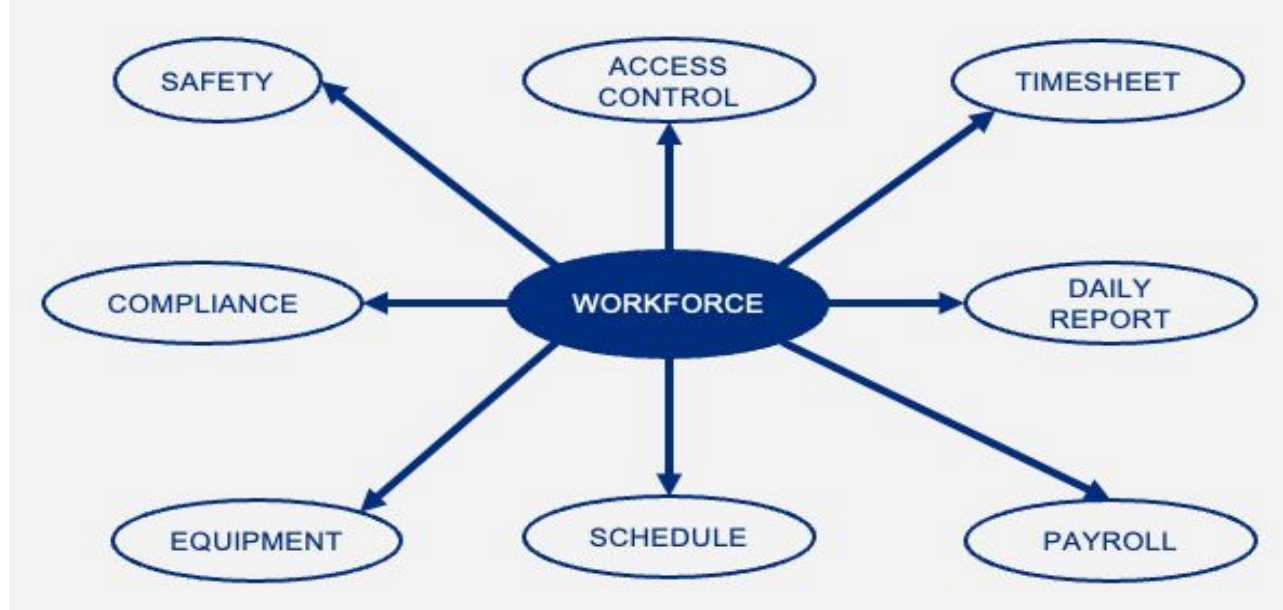 SAFETY
ACCESS
CONTROL
TIMESHEET
COMPLIANCE
WORKFORCE
DAILY
REPORT
EQUIPMENT
SCHEDULE
PAYROLL